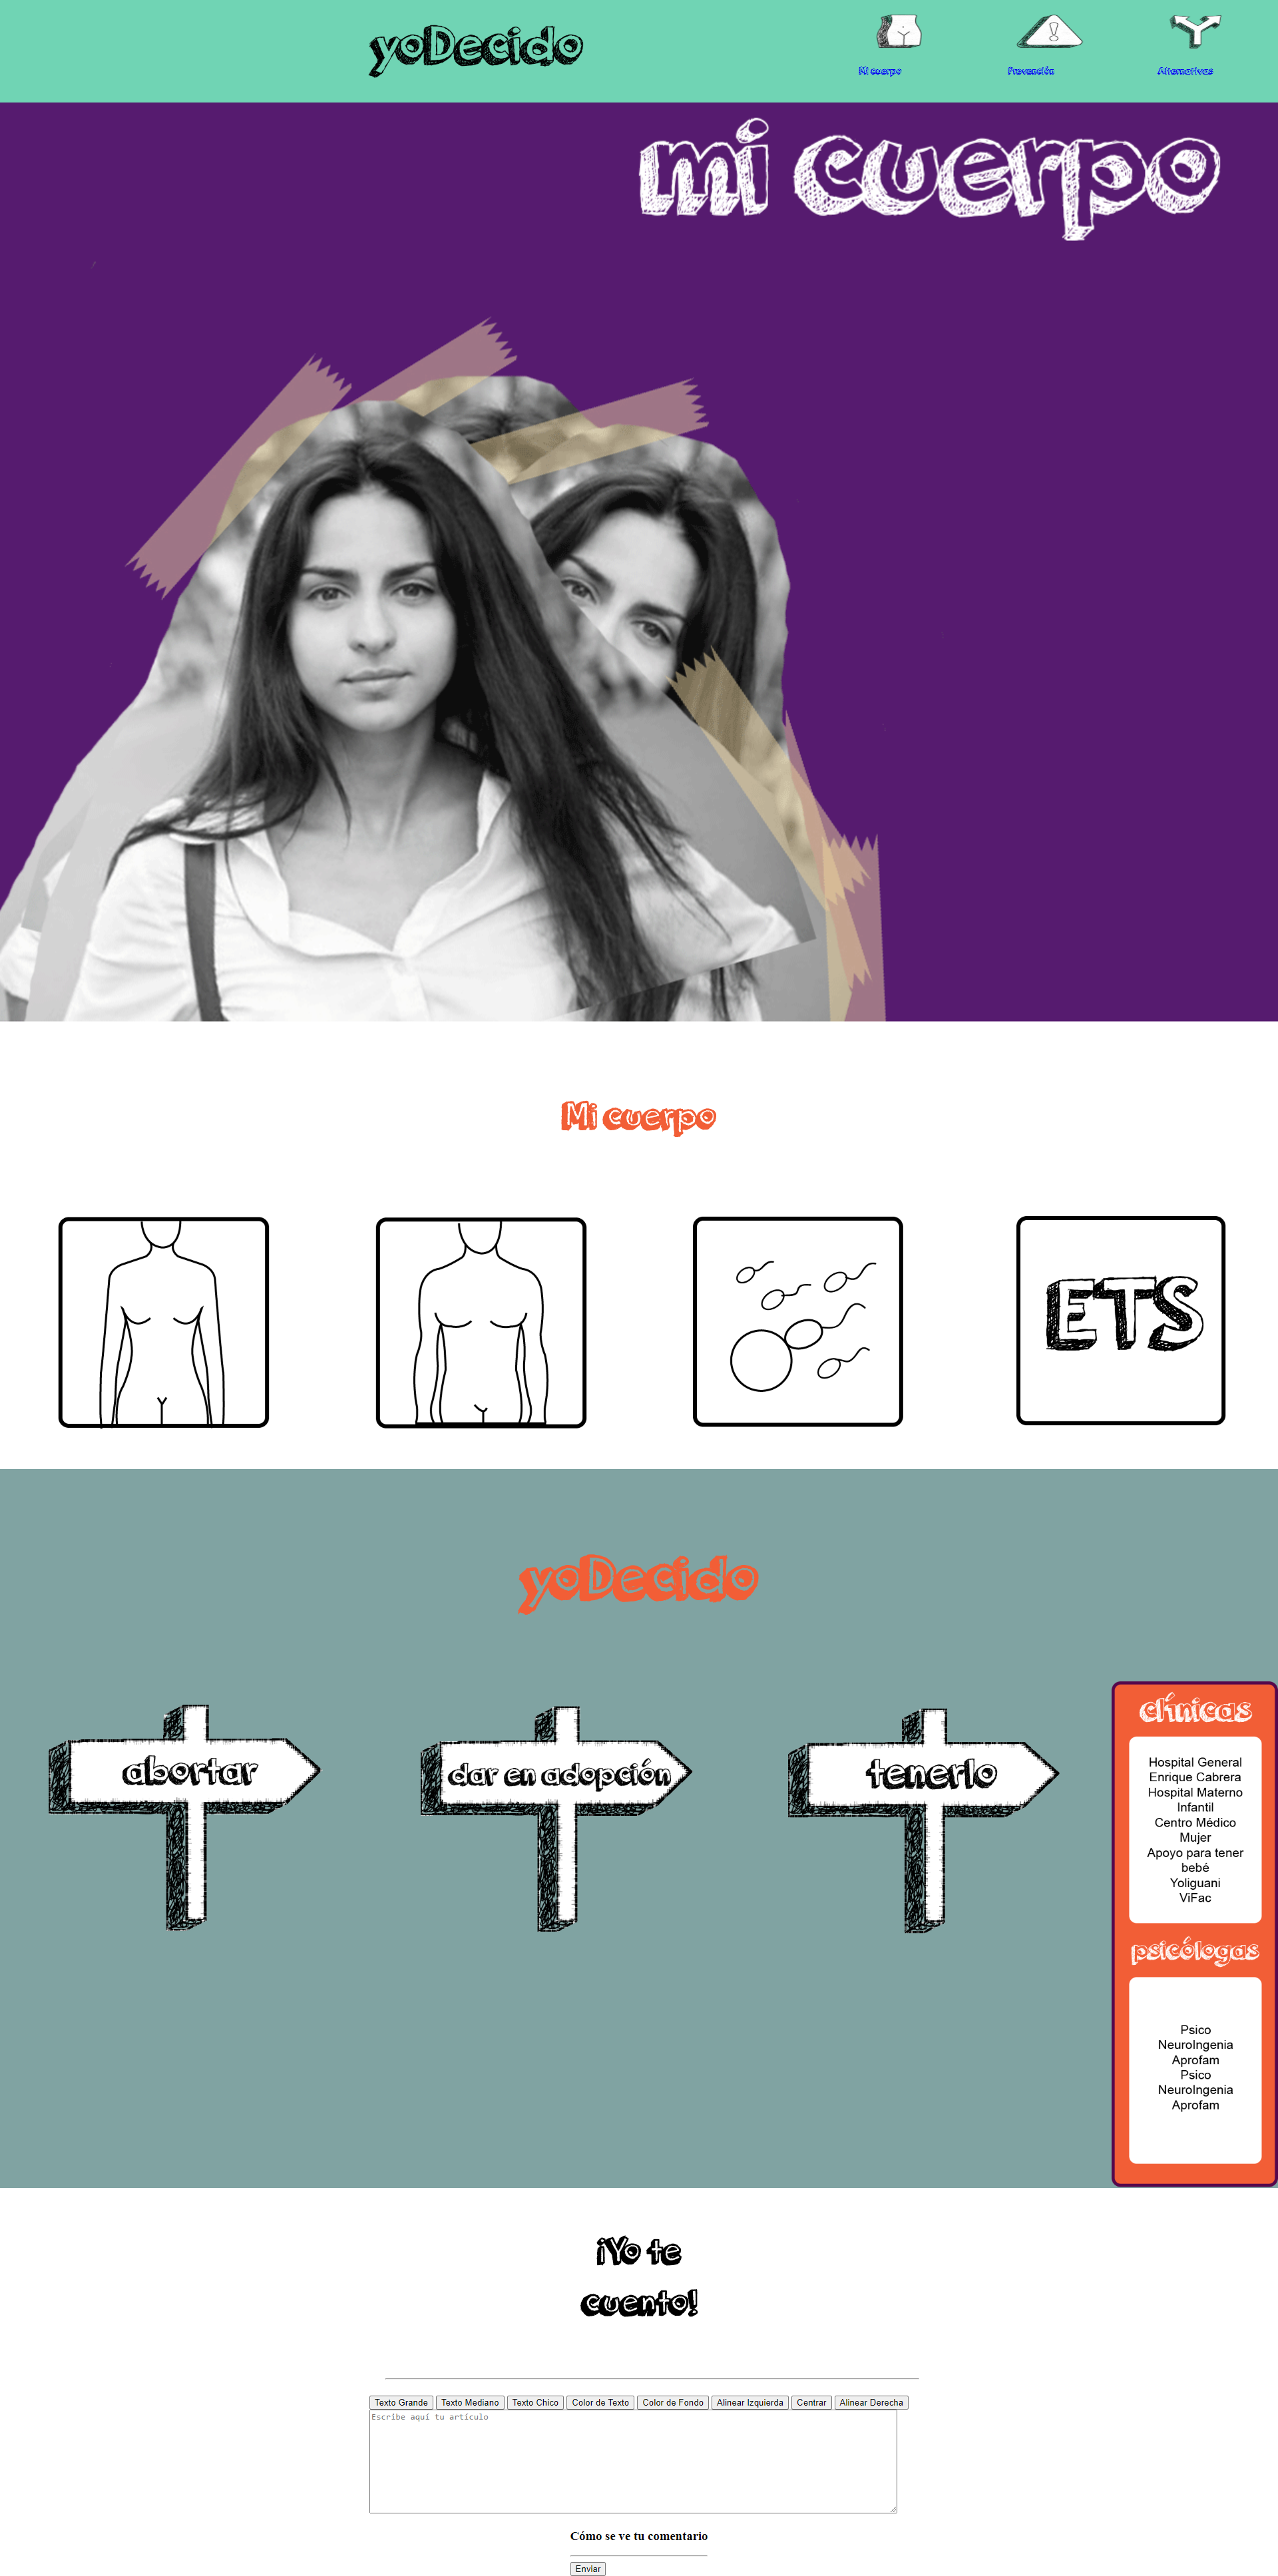 yoDecido
Mi cuerpo
Prevención
Alternativas
mi cuerpo
Mi cuerpo
ETS
yoDecido
abortar
dar en adopción
tenerlo
clínicas
Hospital General
Enrique Cabrera
Hospital Materno
Infantil
Centro Médico
Mujer
Apoyo para tener
bebé
Yoliguani
ViFac
psicólogas
Psico
NeuroIngenia
Aprofam
Psico
NeuroIngenia
Aprofam
¡Yo te
cuento!
Texto Grande Texto Mediano Texto Chico Color de Texto Color de Fondo Alinear Izquierda Centrar Alinear Derecha
Escribe aquí tu artículo
Cómo se ve tu comentario
Enviar